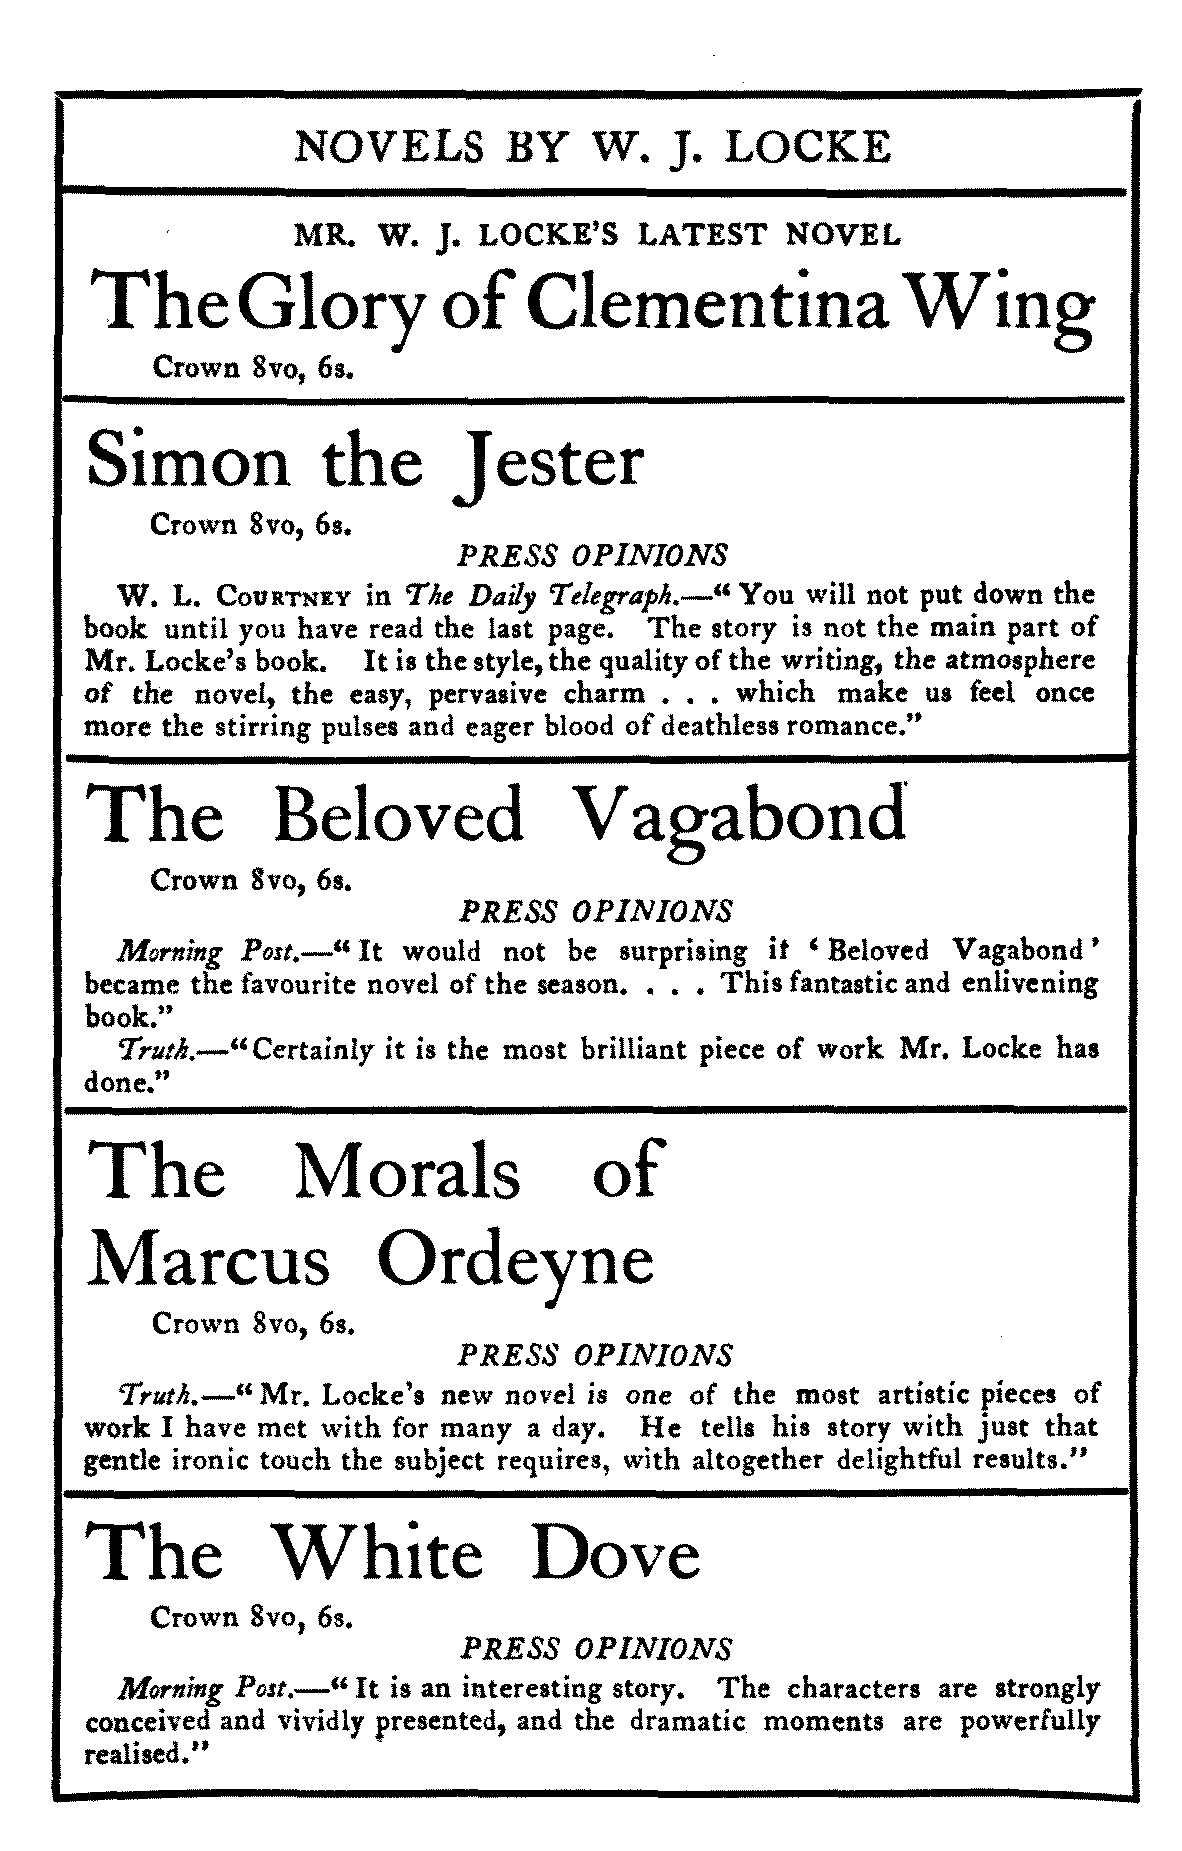 NOVELS BY W. J. LOCKE
MR. W. J. LOCKE'S LATEST NOVEL
The Glory of Clementina Wing
Crown 8vo, 6s.
Simon the Jester
Crown 8vo, 6s.
PRESS OPINIONS
W. L. COURTNEY in The Daily Telegraph.—“You will not put down the
book until you have read the last page. The story is not the main part of
Mr. Locke's book. It is the style, the quality of the writing, the atmosphere
of the novel, the easy, pervasive charm . . . which make us feel once
more the stirring pulses and eager blood of deathless romance.”
The Beloved Vagabond
Crown 8vo, 6s.
PRESS OPINIONS
Morning Post.—“It would not be surprising if ‘Beloved Vagabond’
became the favourite novel of the season. . . . This fantastic and enlivening
book.”
Truth.—“Certainly it is the most brilliant piece of work Mr. Locke has
done.”
The Morals of
Marcus Ordeyne
Crown 8vo, 6s.
PRESS OPINIONS
Truth.—“Mr. Locke's new novel is one of the most artistic pieces of
work I have met with for many a day. He tells his story with just that
gentle ironic touch the subject requires, with altogether delightful results.”
The White Dove
Crown 8vo, 6s.
PRESS OPINIONS
Morning Post.—“It is an interesting story. The characters are strongly
conceived and vividly presented, and the dramatic moments are powerfully
realised.”